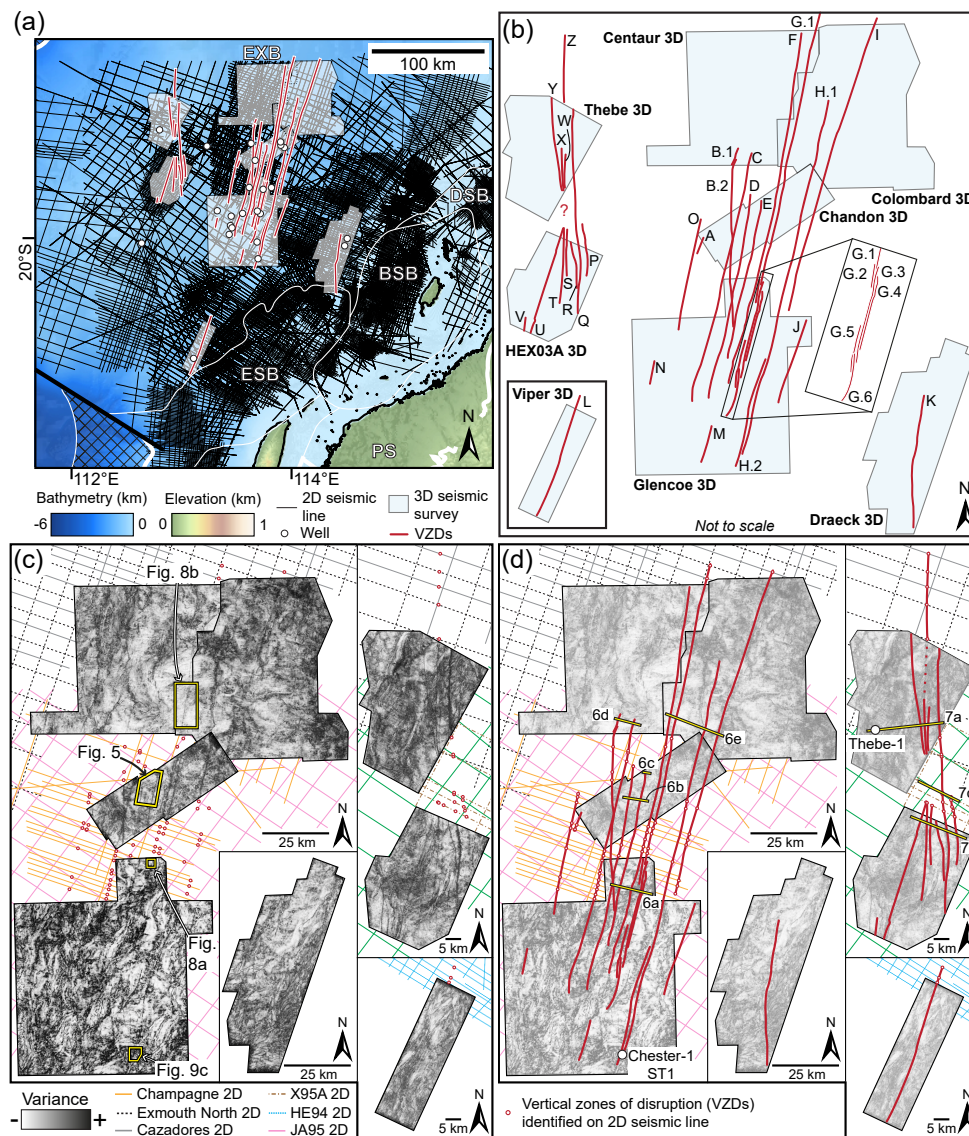 (a)
EXB
100 km
20°S
DSB
BSB
ESB
PS
N
112°E
114°E
Bathymetry (km)
-6
0
Elevation (km)
0
1
2D seismic
line
Well
3D seismic
survey
VZDs
(b)
Centaur 3D
G.1
F
I
Z
H.1
Y
Thebe 3D
W
X
B.1
C
B.2
D
E
Colombard 3D
Chandon 3D
?
O
A
G.1
G.2
G.3
G.4
P
S
T
R
V
U
Q
HEX03A 3D
G.5
J
N
G.6
K
Viper 3D
L
M
H.2
Glencoe 3D
Draeck 3D
N
Not to scale
(c)
Fig. 8b
Fig. 5
N
25 km
N
5 km
Fig.
8a
Fig. 9c
N
25 km
N
5 km
Variance
-
+
Champagne 2D
Exmouth North 2D
Cazadores 2D
X95A 2D
HE94 2D
JA95 2D
(d)
6d
6e
6c
6b
6a
7a
Thebe-1
N
25 km
N
5 km
Chester-1
ST1
N
25 km
N
5 km
Vertical zones of disruption (VZDs)
identified on 2D seismic line